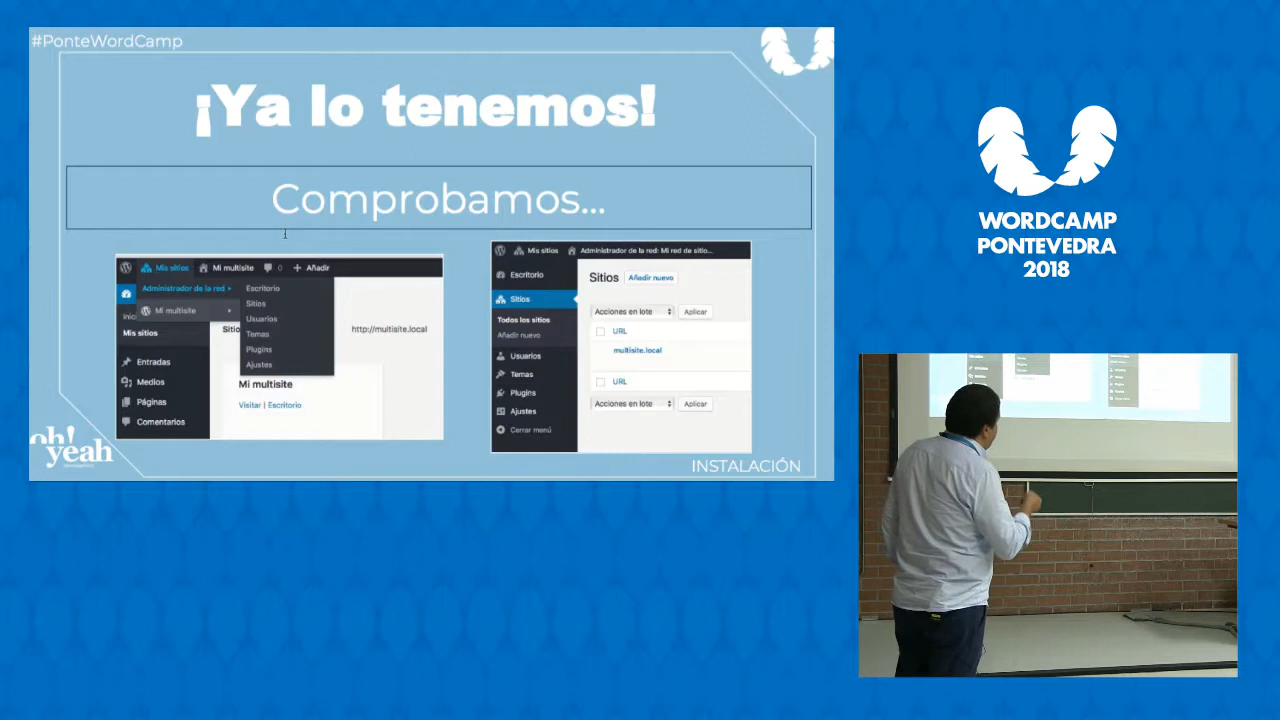 #PonteWordCamp
¡Ya lo tenemos!
Comprobamos...
Mis sitios
Mi multisite
0
Añadir
Administrador de la red
Mi multisite
Inic
Mis sitios
Entradas
Medios
Páginas
Comentarios
Escritorio
Sitios
Usuarios
Temas
Plugins
Ajustes
Sitio
http://multisite.local
Mi multisite
Visitar | Escritorio
Mis sitios
Administrador de la red: Mi red de sitio...
Escritorio
Sitios
Todos los sitios
Añadir nuevo
Usuarios
Temas
Plugins
Ajustes
Cerrar menú
Sitios Añadir nuevo
Acciones en lote Aplicar
URL
multisite.local
URL
Acciones en lote Aplicar
oh!
yeah
INSTALACIÓN
WORDCAMP
PONTEVEDRA
2018